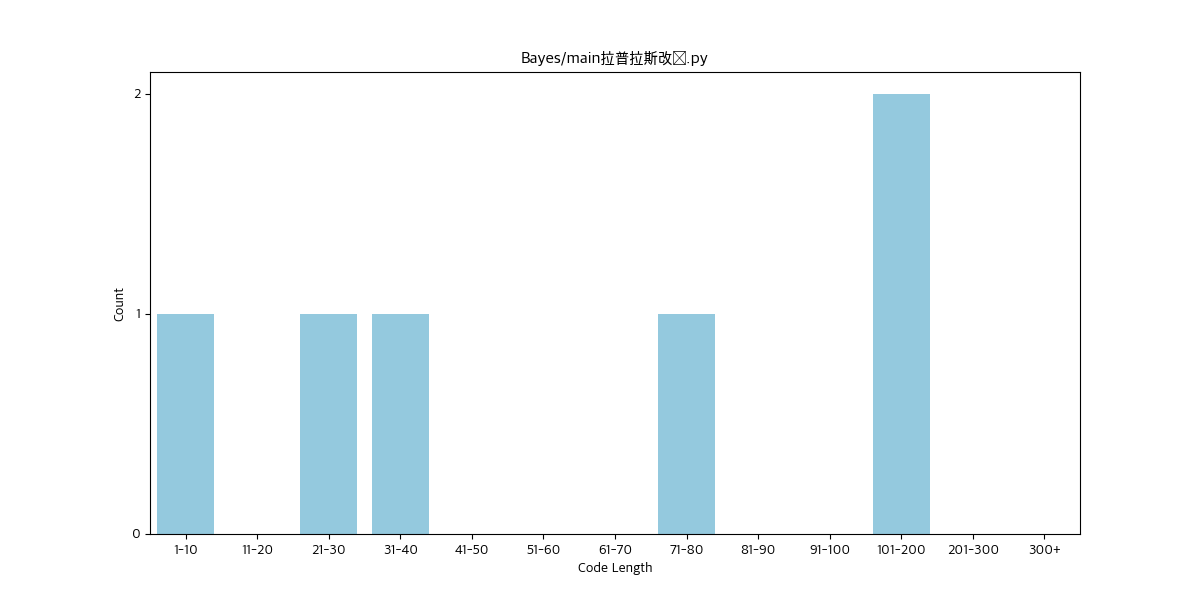 Bayes/main拉普拉斯改.py
2
1
0
Count
1-10 11-20 21-30 31-40 41-50 51-60 61-70 71-80 81-90 91-100 101-200 201-300 300+
Code Length